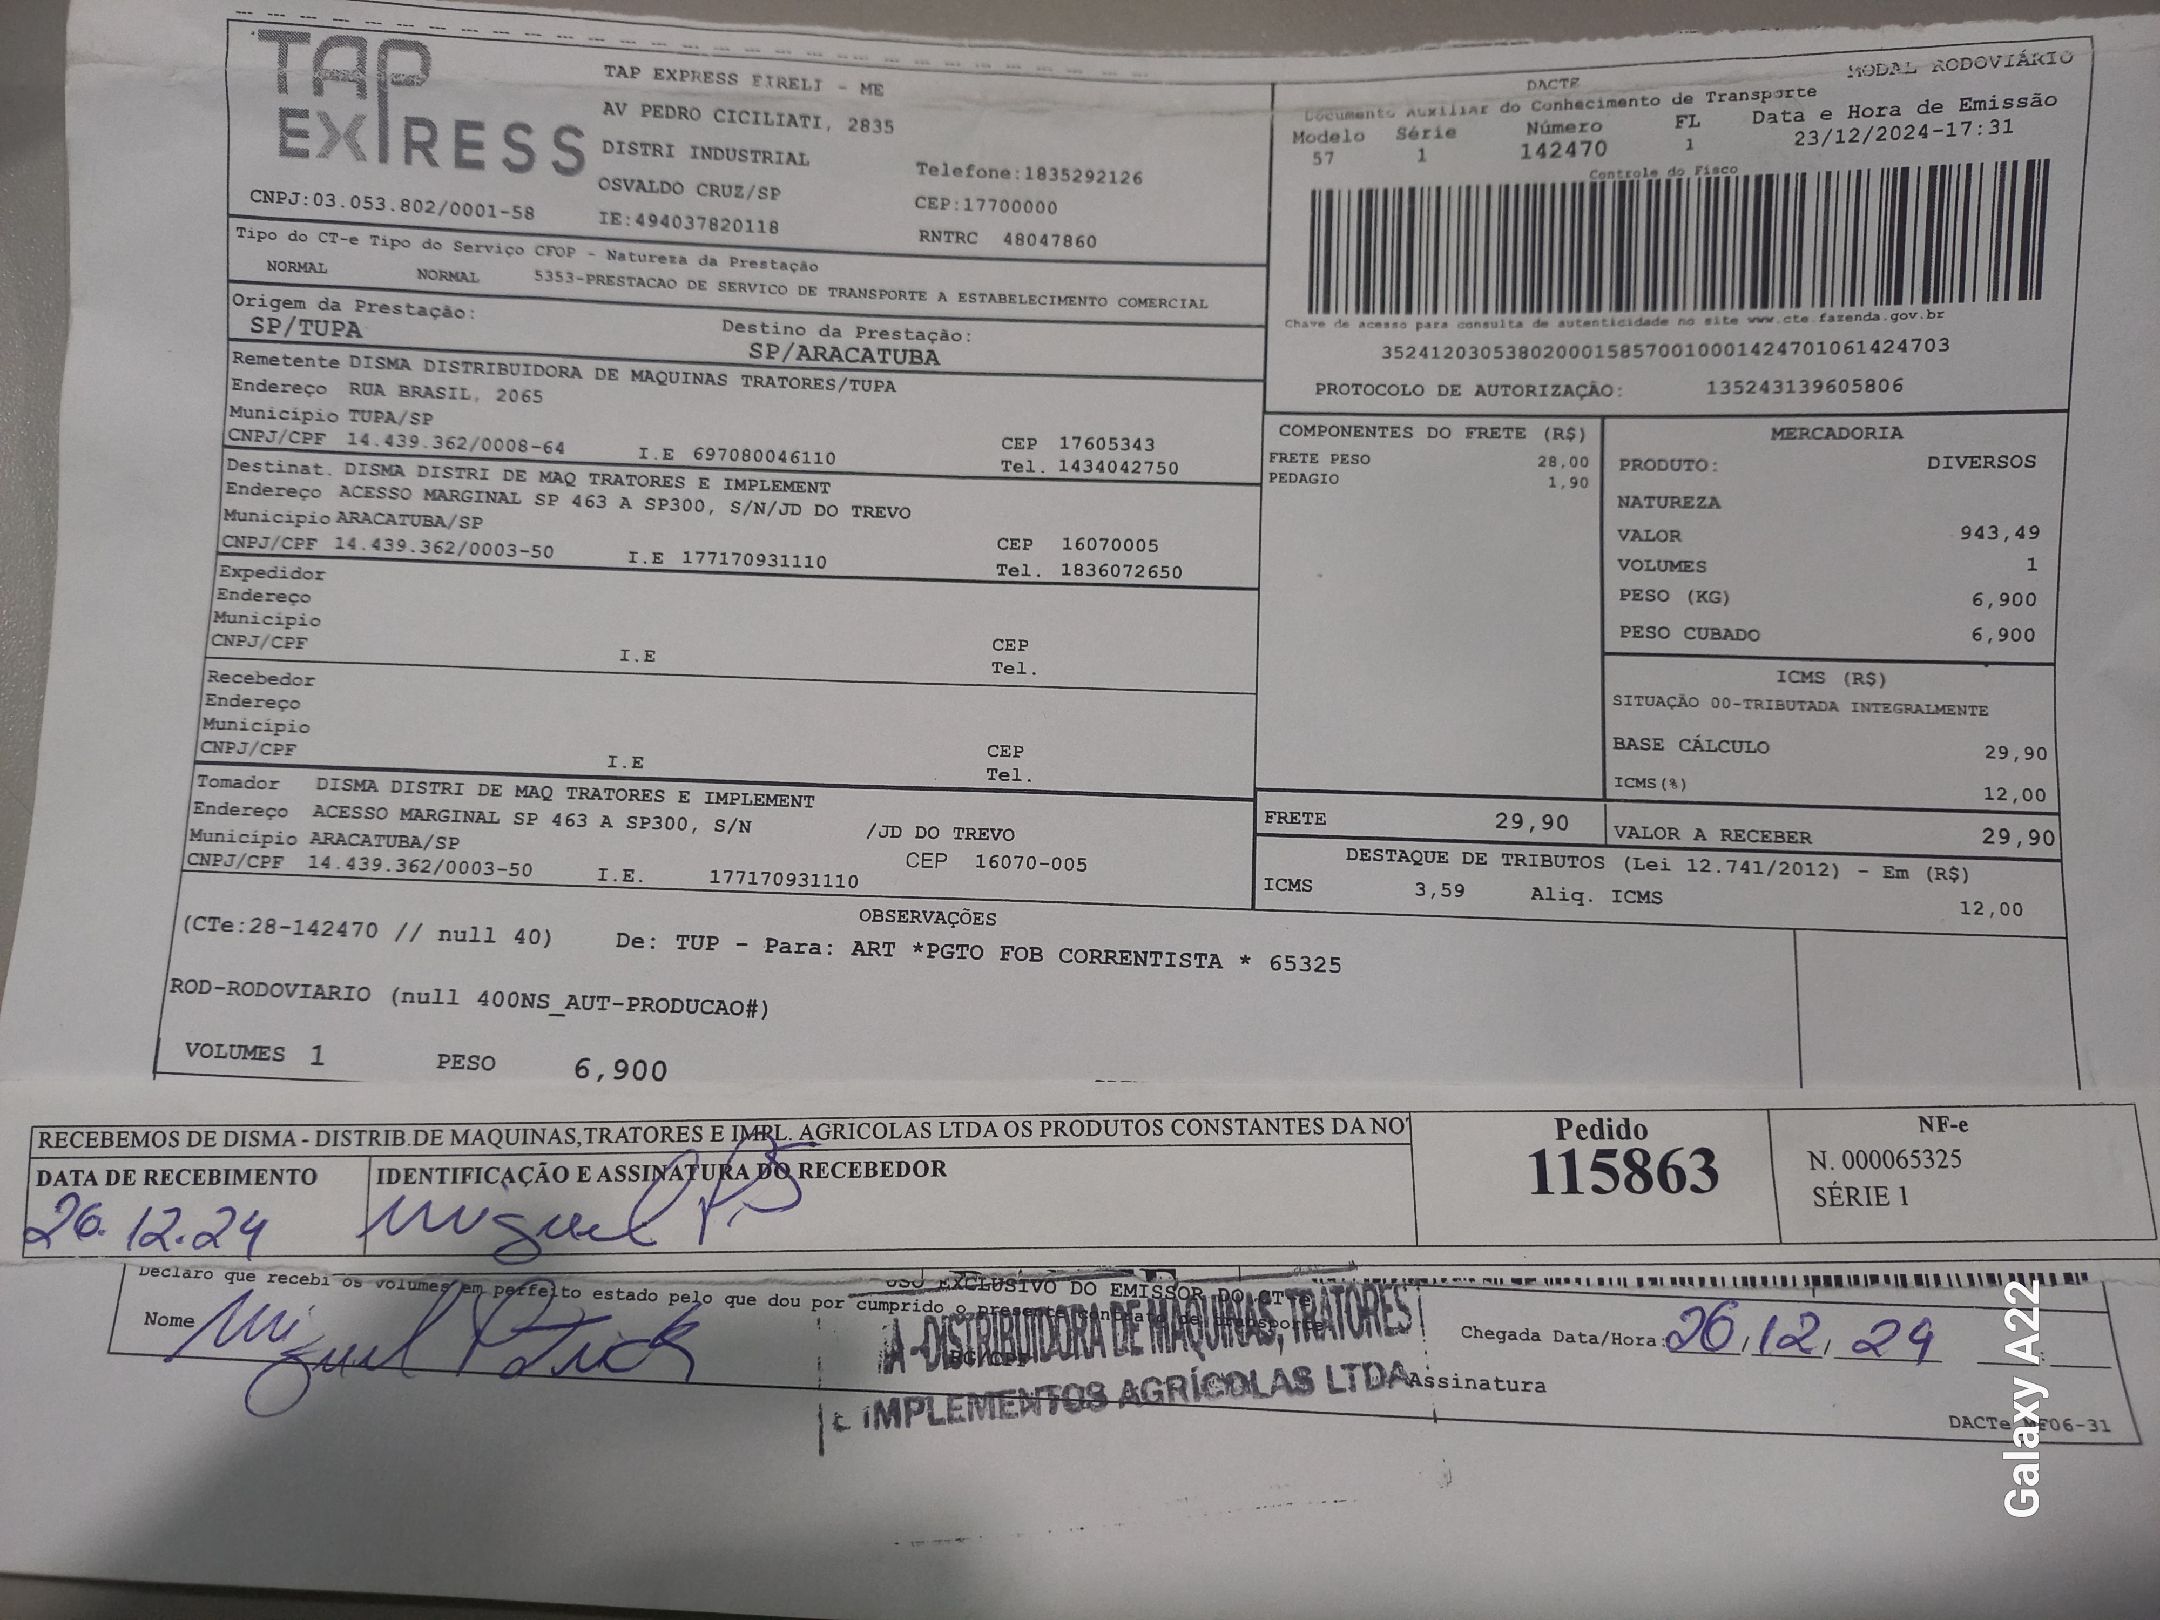 TAP
EXPRESS
CNPJ:03.053.802/0001-58
TAP EXPRESS EIRELI - ME
AV PEDRO CICILIATI, 2835
DISTRI INDUSTRIAL
OSVALDO CRUZ/SP
IE:494037820118
Telefone:1835292126
CEP:17700000
RNTRC 48047860
DACTE
MODAL RODOVIÁRIO
Documento Auxiliar do Conhecimento de Transporte
Modelo Série Número FL Data e Hora de Emissão
57 1 142470 1 23/12/2024-17:31
Controle do Fisco
Chave de acesso para consulta de autenticidade no site www.cte.fazenda.gov.br
35241203053802000158570010001424701061424703
PROTOCOLO DE AUTORIZAÇÃO: 135243139605806
Tipo do CT-e Tipo do Serviço CFOP - Natureza da Prestação
NORMAL NORMAL 5353-PRESTACAO DE SERVICO DE TRANSPORTE A ESTABELECIMENTO COMERCIAL
Origem da Prestação: Destino da Prestação:
SP/TUPA SP/ARACATUBA
Remetente DISMA DISTRIBUIDORA DE MAQUINAS TRATORES/TUPA
Endereço RUA BRASIL, 2065
Município TUPA/SP CEP 17605343
CNPJ/CPF 14.439.362/0008-64 I.E 697080046110 Tel. 1434042750
Destinat. DISMA DISTRI DE MAQ TRATORES E IMPLEMENT
Endereço ACESSO MARGINAL SP 463 A SP300, S/N/JD DO TREVO
Município ARACATUBA/SP CEP 16070005
CNPJ/CPF 14.439.362/0003-50 I.E 177170931110 Tel. 1836072650
Expedidor
Endereço
Município CEP
CNPJ/CPF I.E Tel.
Recebedor
Endereço
Município CEP
CNPJ/CPF I.E Tel.
Tomador DISMA DISTRI DE MAQ TRATORES E IMPLEMENT
Endereço ACESSO MARGINAL SP 463 A SP300, S/N /JD DO TREVO
Município ARACATUBA/SP CEP 16070-005
CNPJ/CPF 14.439.362/0003-50 I.E. 177170931110
COMPONENTES DO FRETE (R$)
FRETE PESO 28,00
PEDAGIO 1,90
MERCADORIA
PRODUTO: DIVERSOS
NATUREZA
VALOR 943,49
VOLUMES 1
PESO (KG) 6,900
PESO CUBADO 6,900
ICMS (R$)
SITUAÇÃO 00-TRIBUTADA INTEGRALMENTE
BASE CÁLCULO 29,90
ICMS(%) 12,00
FRETE 29,90 VALOR A RECEBER 29,90
DESTAQUE DE TRIBUTOS (Lei 12.741/2012) - Em (R$)
ICMS 3,59 Aliq. ICMS 12,00
OBSERVAÇÕES
(CTe:28-142470 // null 40) De: TUP - Para: ART *PGTO FOB CORRENTISTA * 65325
ROD-RODOVIARIO (null 400NS_AUT-PRODUCAO#)
VOLUMES 1 PESO 6,900
RECEBEMOS DE DISMA - DISTRIB.DE MAQUINAS,TRATORES E IMPL. AGRICOLAS LTDA OS PRODUTOS CONSTANTES DA NO
DATA DE RECEBIMENTO IDENTIFICAÇÃO E ASSINATURA DO RECEBEDOR
26.12.24 Miguel
Pedido
115863
NF-e
N. 000065325
SÉRIE 1
USO EXCLUSIVO DO EMISSOR DO CT-e
Declaro que recebi os volumes em perfeito estado pelo que dou por cumprido o presente contrato de transporte
Nome Miguel
RG/CPF
A - DISTRIBUIDORA DE MAQUINAS, TRATORES
E IMPLEMENTOS AGRÍCOLAS LTDA
Chegada Data/Hora: 26,12,24
Assinatura
Galaxy A22